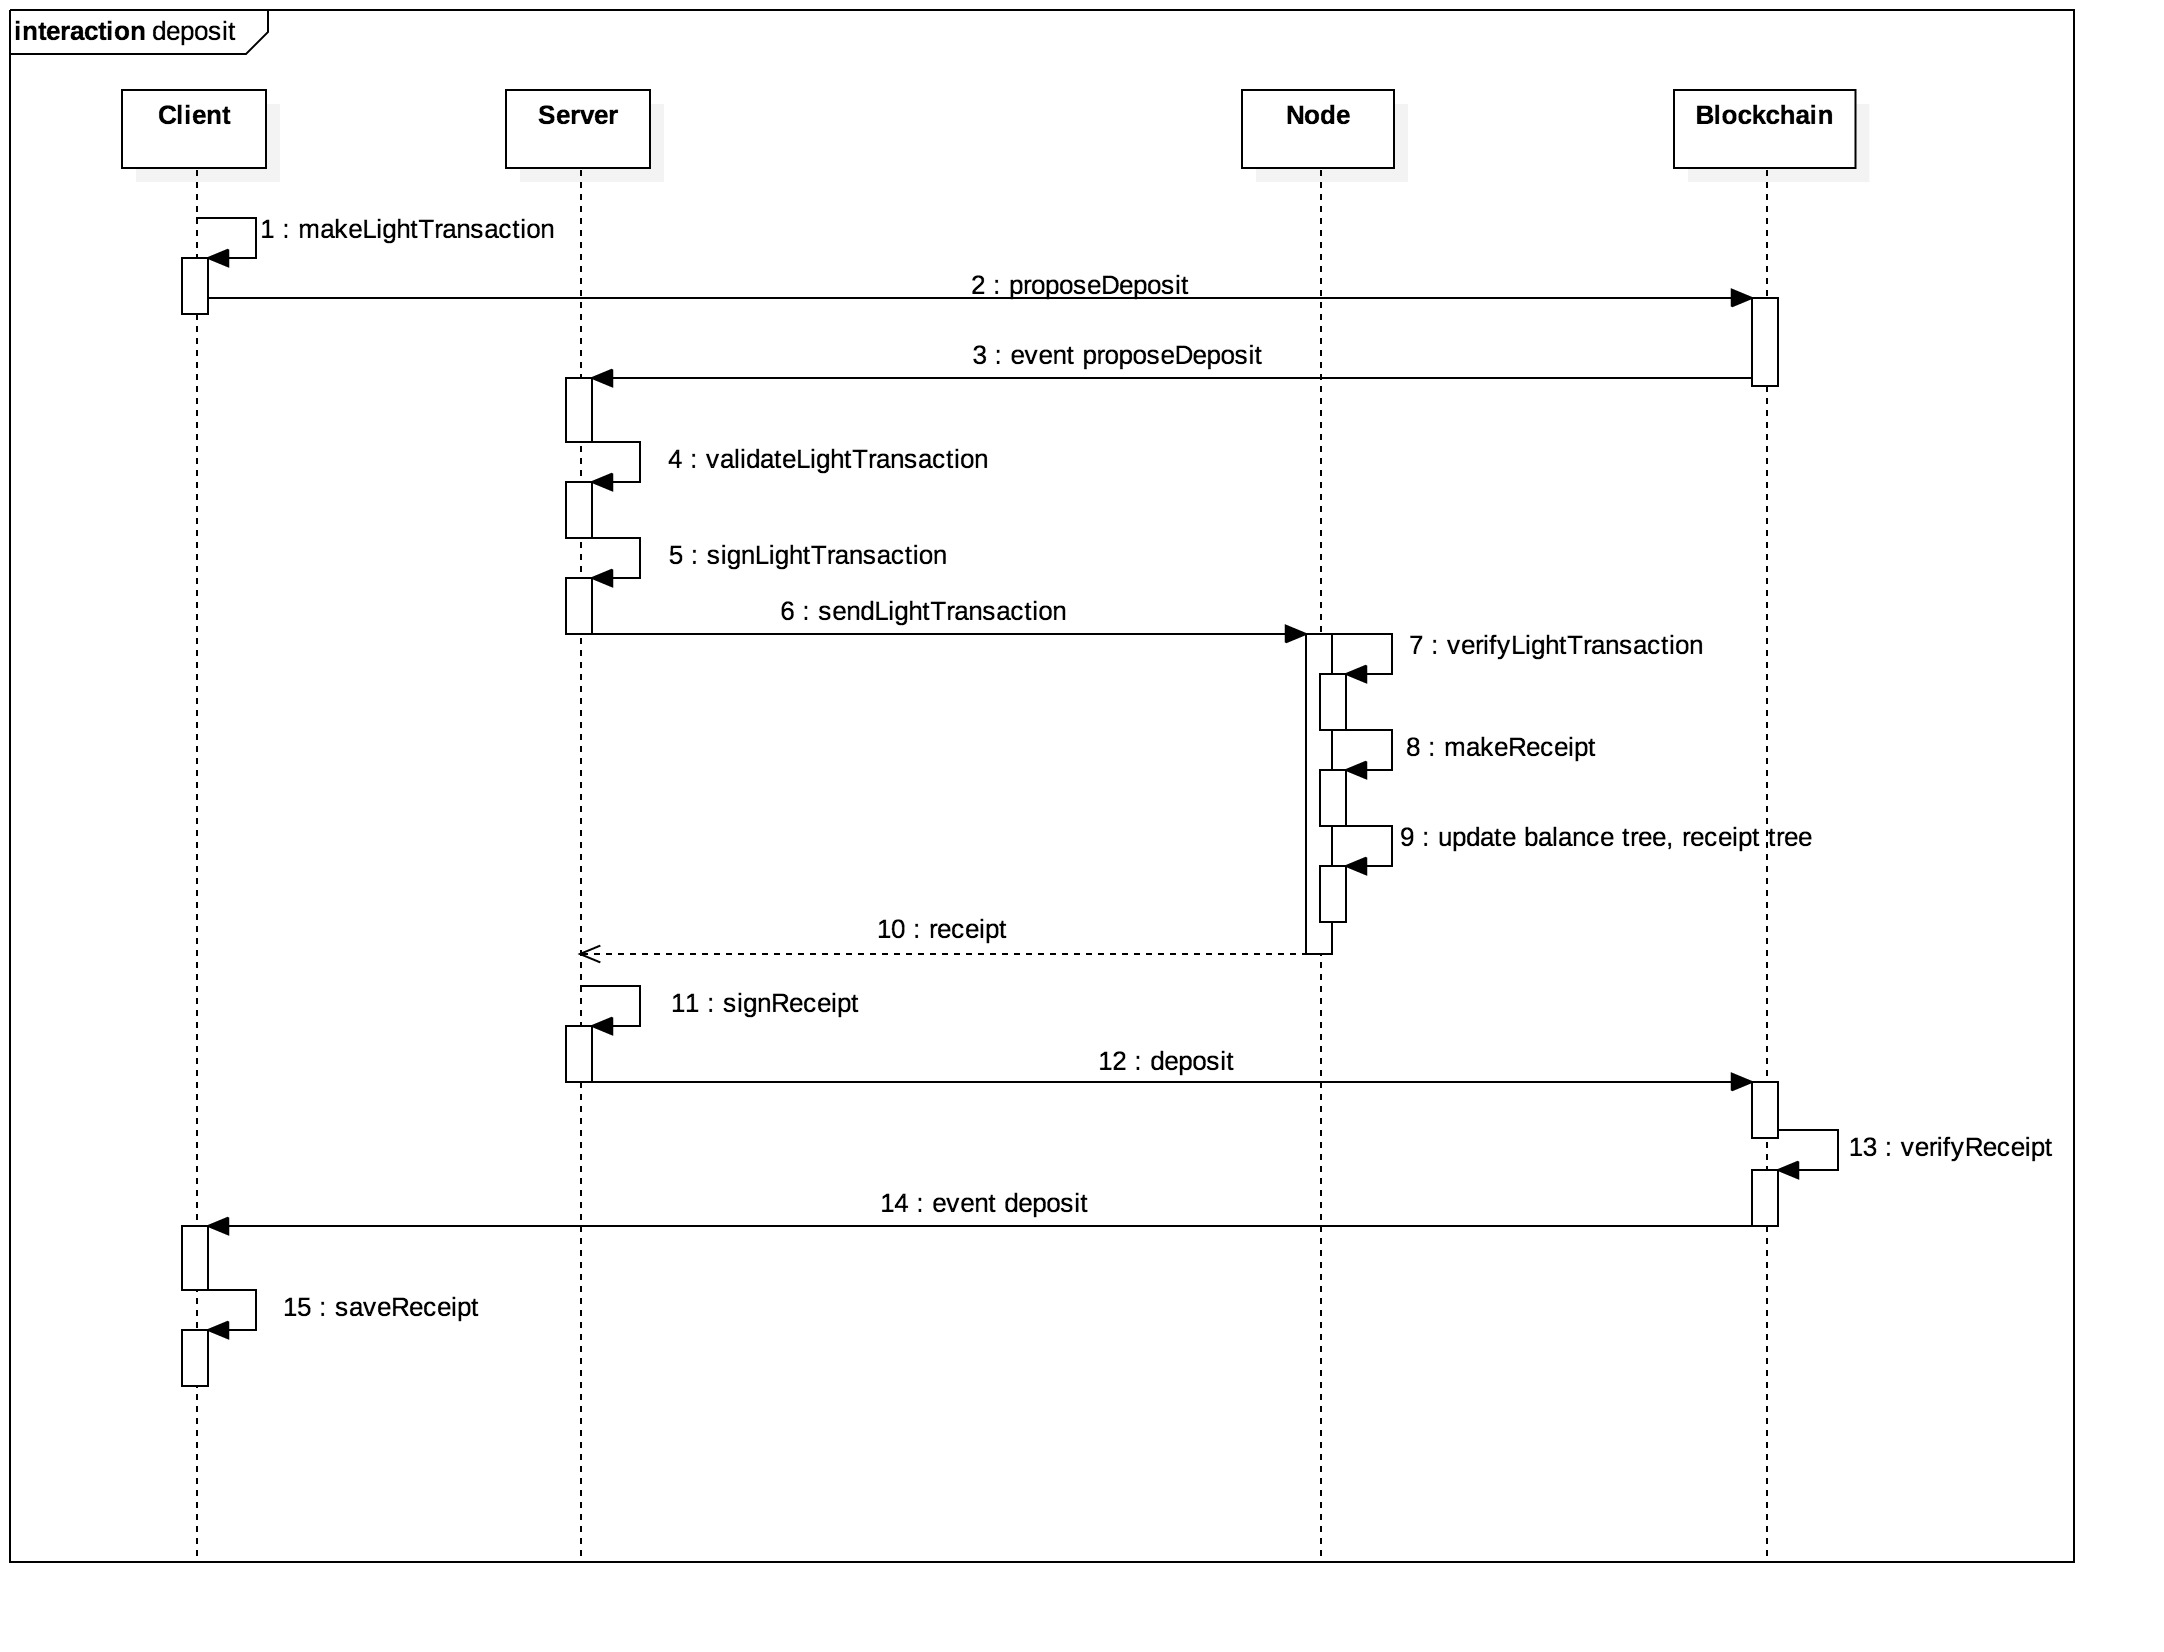 interaction deposit
Client
Server
Node
Blockchain
1 : makeLightTransaction
2 : proposeDeposit
3 : event proposeDeposit
4 : validateLightTransaction
5 : signLightTransaction
6 : sendLightTransaction
7 : verifyLightTransaction
8 : makeReceipt
9 : update balance tree, receipt tree
10 : receipt
11 : signReceipt
12 : deposit
13 : verifyReceipt
14 : event deposit
15 : saveReceipt